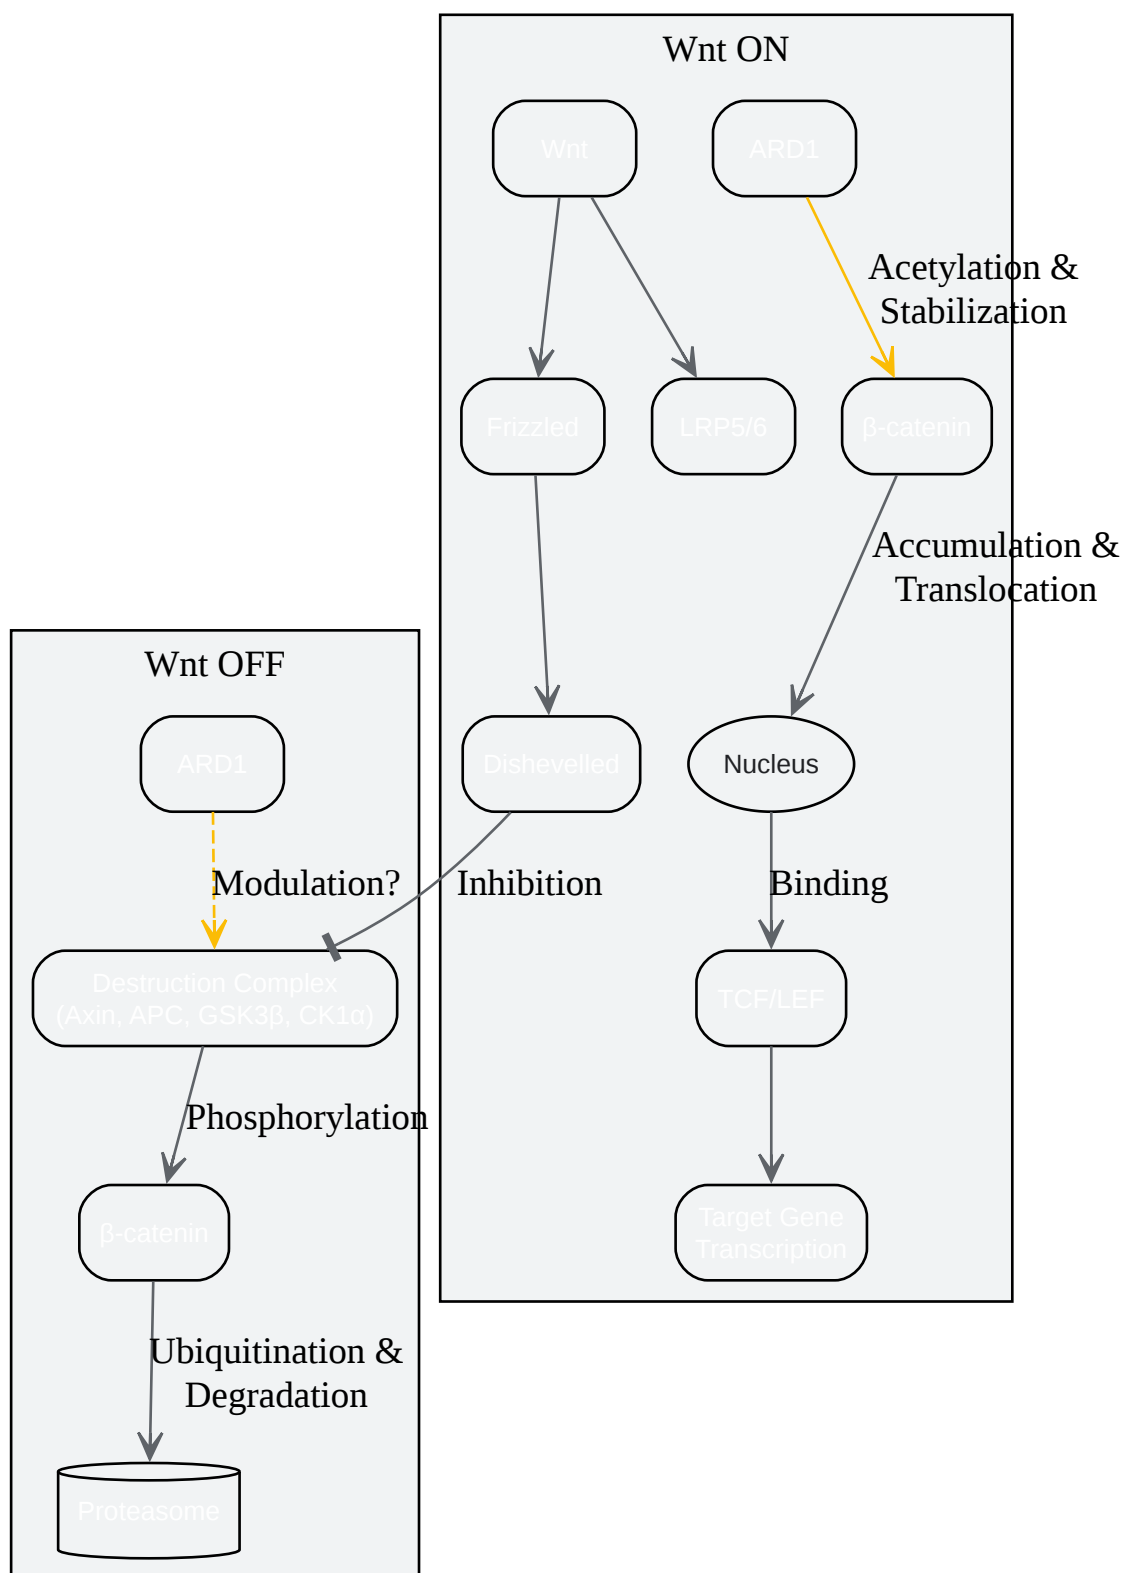 Wnt ON
Wnt
ARD1
Acetylation &
Stabilization
Frizzled
LRP5/6
β-catenin
Accumulation &
Translocation
Wnt OFF
ARD1
Dishevelled
Nucleus
Modulation?
Inhibition
Binding
Destruction Complex
(Axin, APC, GSK3β, CK1α)
TCF/LEF
Phosphorylation
β-catenin
Target Gene
Transcription
Ubiquitination &
Degradation
Proteasome